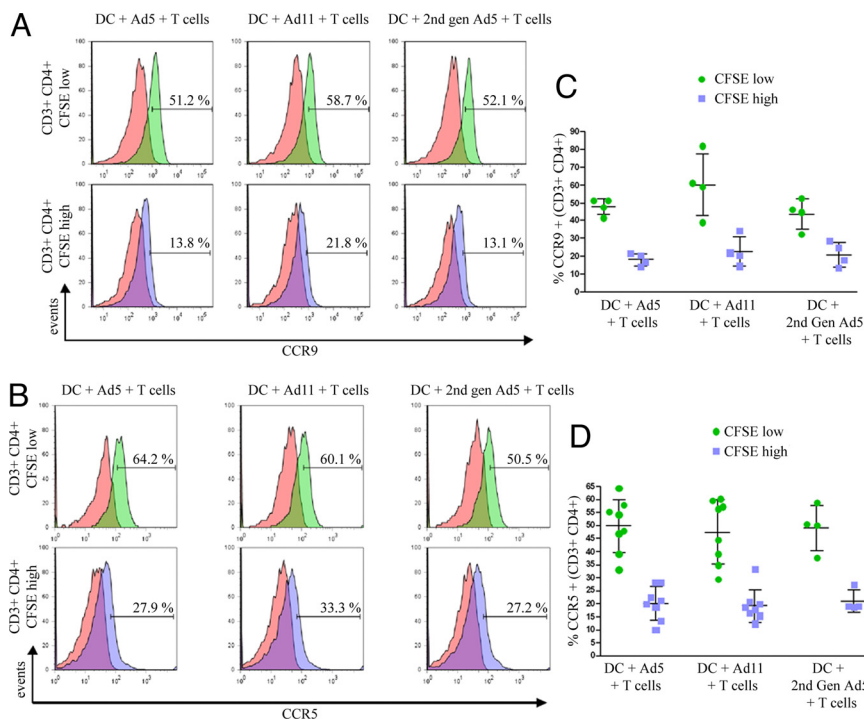 A
DC + Ad5 + T cells
DC + Ad11 + T cells
DC + 2nd gen Ad5 + T cells
CD3+ CD4+
CFSE low
51.2 %
58.7 %
52.1 %
CD3+ CD4+
CFSE high
13.8 %
21.8 %
13.1 %
events
CCR9
C
CFSE low
CFSE high
% CCR9 + (CD3+ CD4+)
90
80
70
60
50
40
30
20
10
0
DC + Ad5
+ T cells
DC + Ad11
+ T cells
DC +
2nd Gen Ad5
+ T cells
B
DC + Ad5 + T cells
DC + Ad11 + T cells
DC + 2nd gen Ad5 + T cells
CD3+ CD4+
CFSE low
64.2 %
60.1 %
50.5 %
CD3+ CD4+
CFSE high
27.9 %
33.3 %
27.2 %
events
CCR5
D
CFSE low
CFSE high
% CCR5 + (CD3+ CD4+)
65
60
55
50
45
40
35
30
25
20
15
10
5
0
DC + Ad5
+ T cells
DC + Ad11
+ T cells
DC +
2nd Gen Ad5
+ T cells